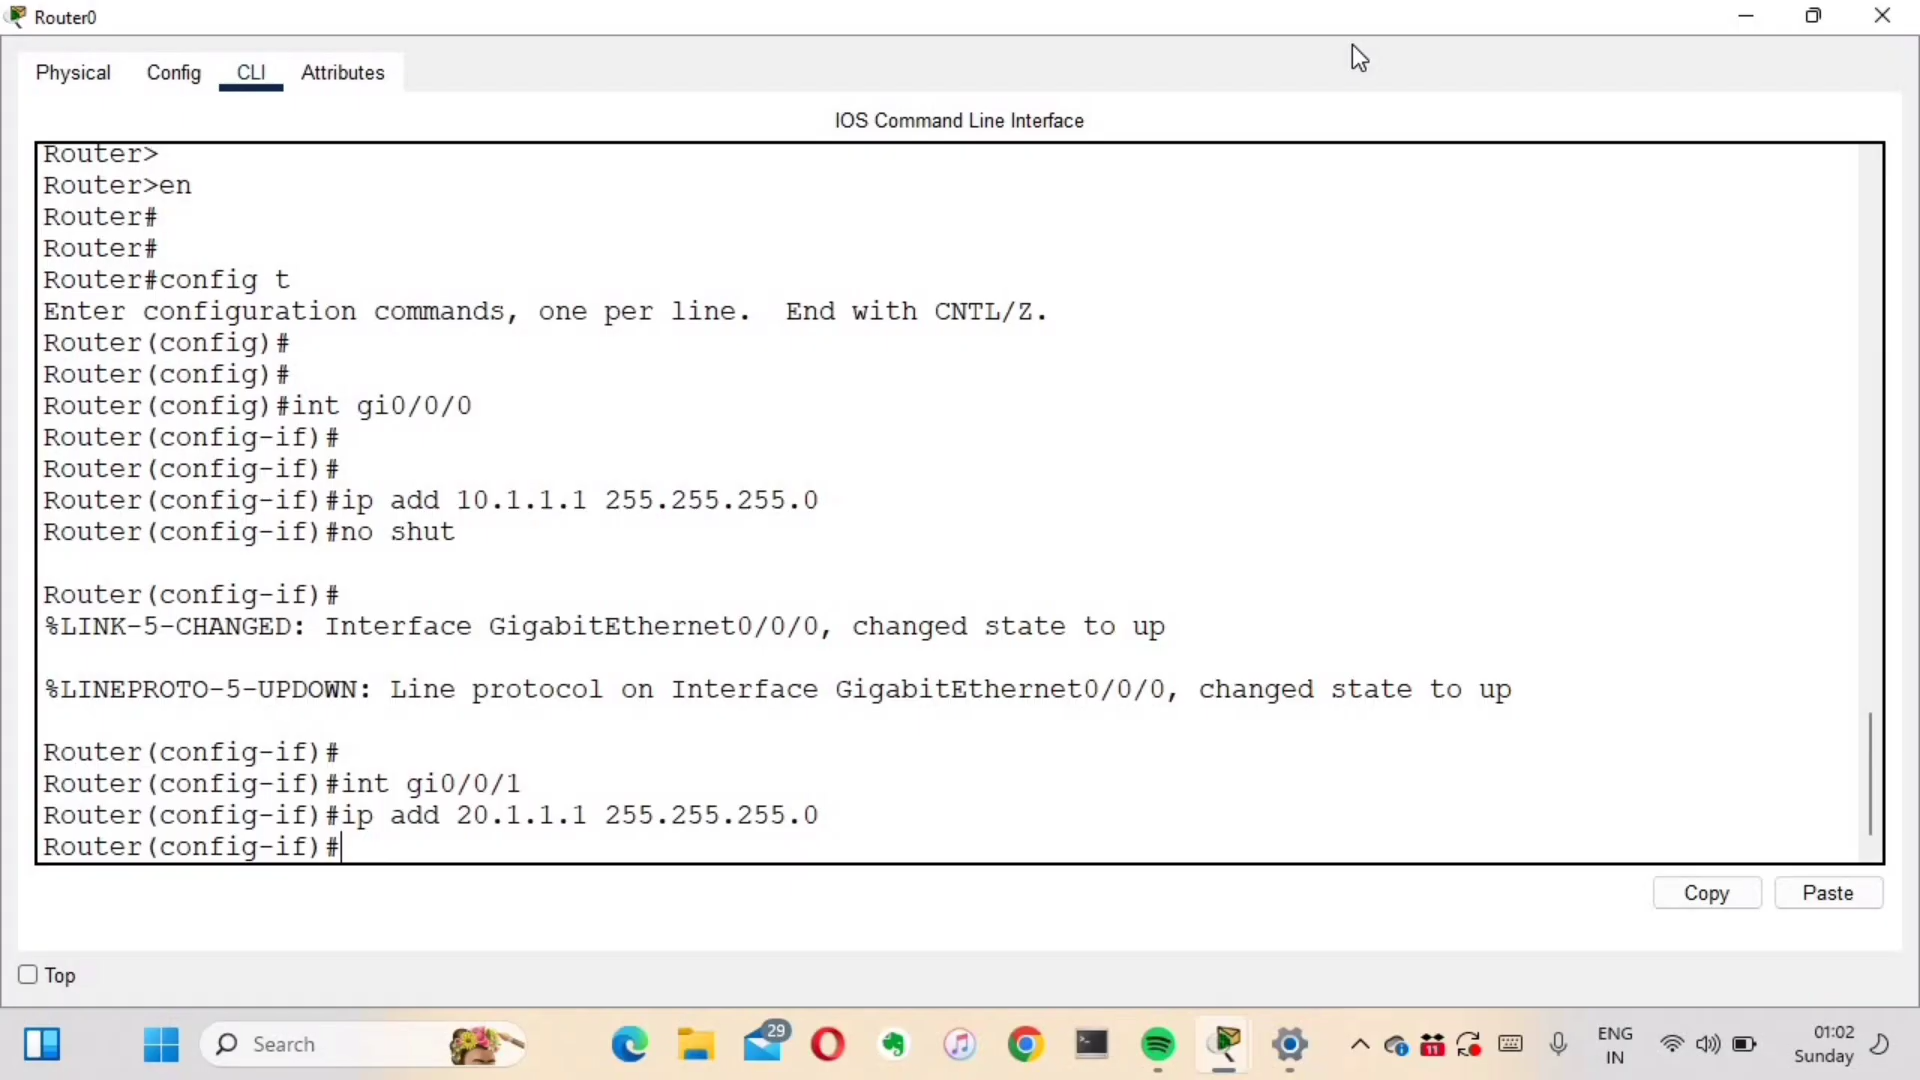 Router0
Physical Config CLI Attributes
IOS Command Line Interface
Router>
Router>en
Router#
Router#
Router#config t
Enter configuration commands, one per line.  End with CNTL/Z.
Router(config)#
Router(config)#
Router(config)#int gi0/0/0
Router(config-if)#
Router(config-if)#
Router(config-if)#ip add 10.1.1.1 255.255.255.0
Router(config-if)#no shut
Router(config-if)#
%LINK-5-CHANGED: Interface GigabitEthernet0/0/0, changed state to up
%LINEPROTO-5-UPDOWN: Line protocol on Interface GigabitEthernet0/0/0, changed state to up
Router(config-if)#
Router(config-if)#int gi0/0/1
Router(config-if)#ip add 20.1.1.1 255.255.255.0
Router(config-if)#
Copy Paste
Top
Search 29 11 ENG 01:02
IN Sunday